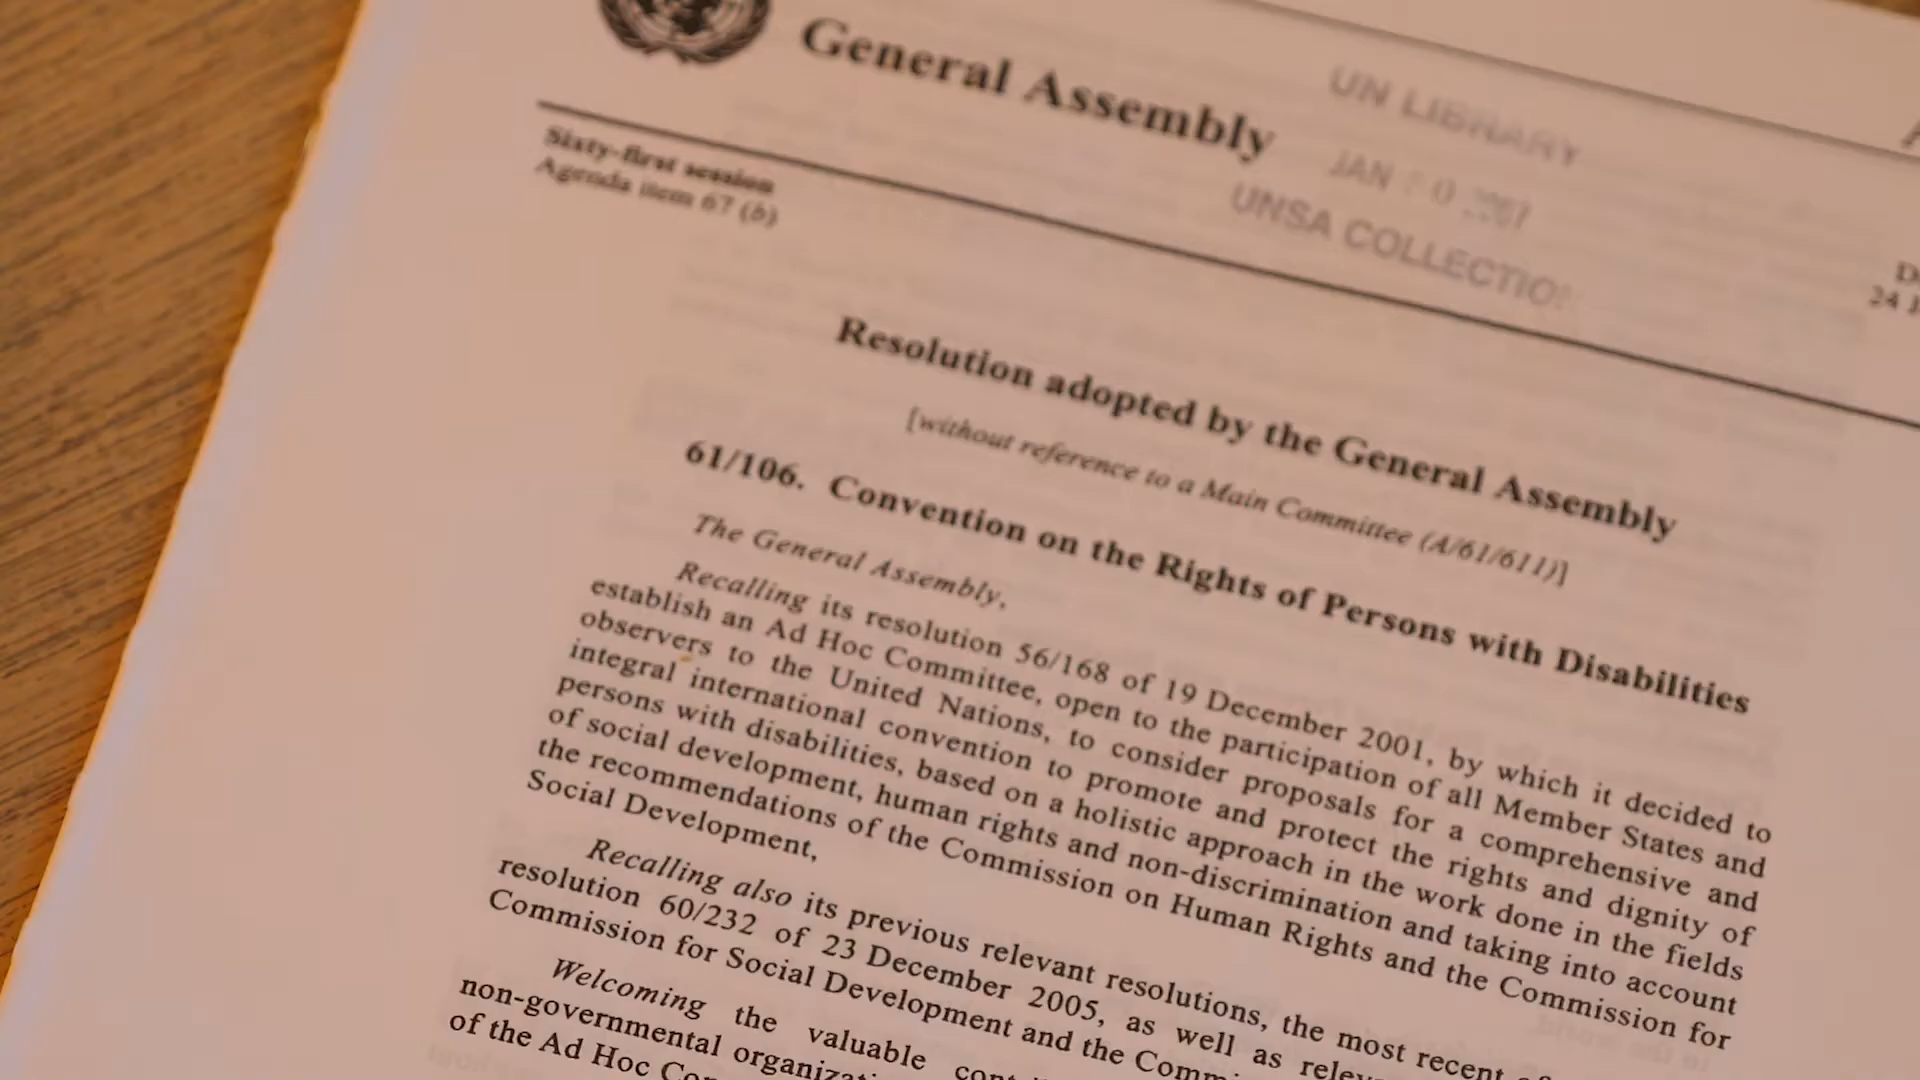 General Assembly
UN LIBRARY
JAN
UNSA COLLECTION
Sixty-first session
Agenda item 67 (b)
24 J
Resolution adopted by the General Assembly
[without reference to a Main Committee (A/61/611)]
61/106. Convention on the Rights of Persons with Disabilities
The General Assembly,
Recalling its resolution 56/168 of 19 December 2001, by which it decided to
establish an Ad Hoc Committee, open to the participation of all Member States and
observers to the United Nations, to consider proposals for a comprehensive and
integral international convention to promote and protect the rights and dignity of
persons with disabilities, based on a holistic approach in the work done in the fields
of social development, human rights and non-discrimination and taking into account
the recommendations of the Commission on Human Rights and the Commission for
Social Development,
Recalling also its previous relevant resolutions, the most recent of
resolution 60/232 of 23 December 2005, as well as relev
Commission for Social Development and the Comm
Welcoming the valuable cont
non-governmental organizat
of the Ad Hoc Co